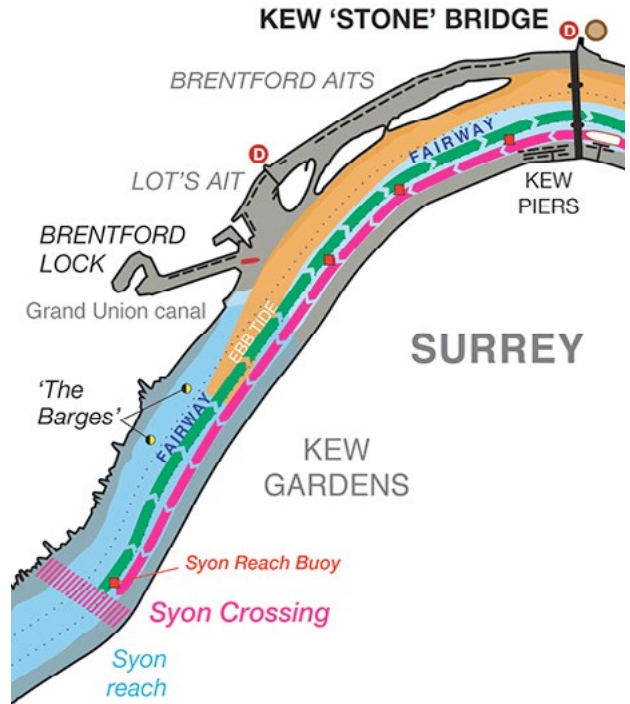 KEW ‘STONE’ BRIDGE
D
BRENTFORD AITS
FAIRWAY
D
LOT’S AIT
KEW
PIERS
BRENTFORD
LOCK
Grand Union canal
EBB TIDE
SURREY
‘The
Barges’
FAIRWAY
KEW
GARDENS
Syon Reach Buoy
Syon Crossing
Syon
reach